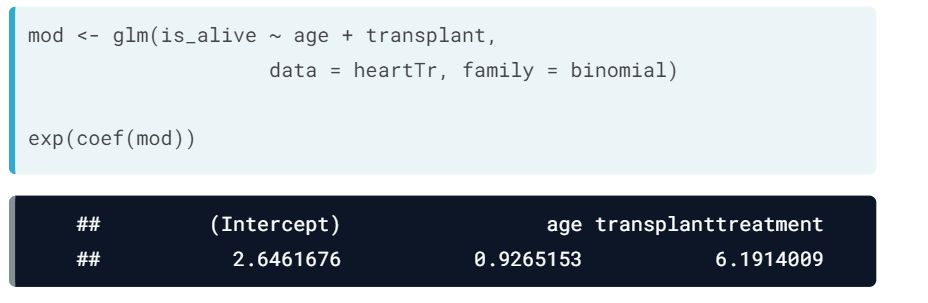 mod <- glm(is_alive ~ age + transplant,
data = heartTr, family = binomial)
exp(coef(mod))
## (Intercept) age transplanttreatment
## 2.6461676 0.9265153 6.1914009